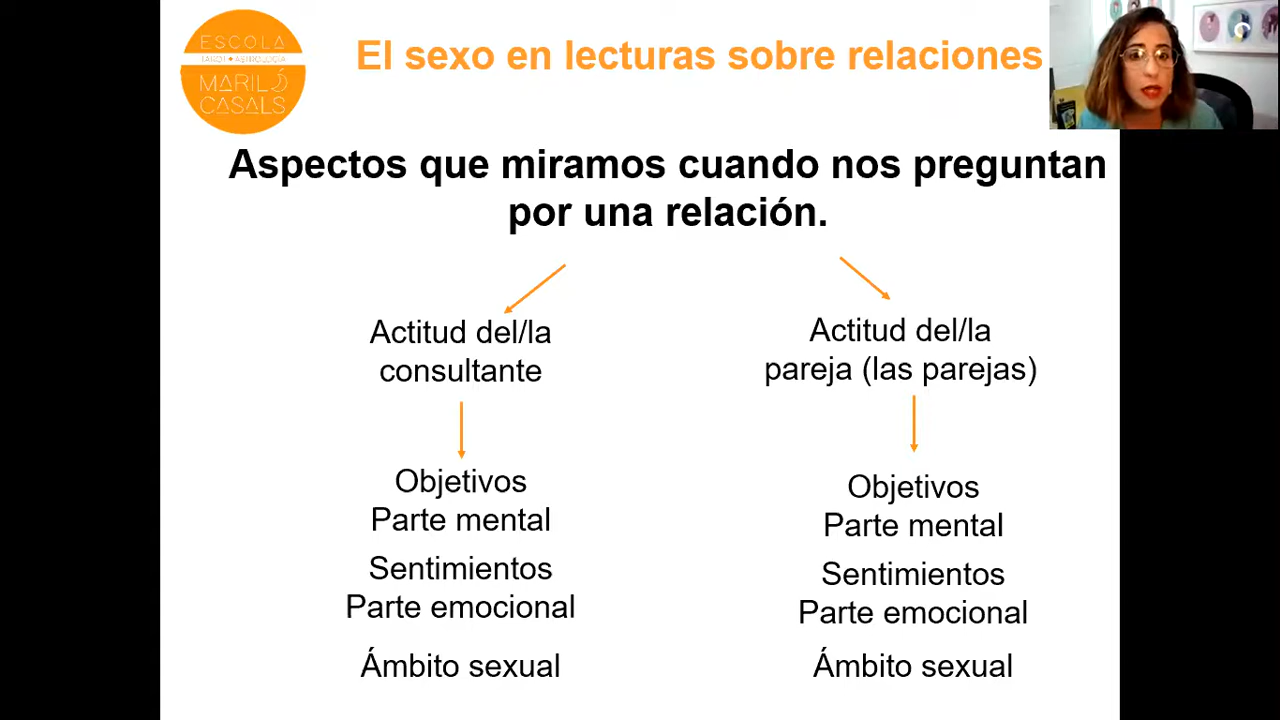 ESCOLA
TAROT ✦ ASTROLOGIA
MARILÓ
CASALS
El sexo en lecturas sobre relaciones
Aspectos que miramos cuando nos preguntan
por una relación.
Actitud del/la
consultante
Objetivos
Parte mental
Sentimientos
Parte emocional
Ámbito sexual
Actitud del/la
pareja (las parejas)
Objetivos
Parte mental
Sentimientos
Parte emocional
Ámbito sexual